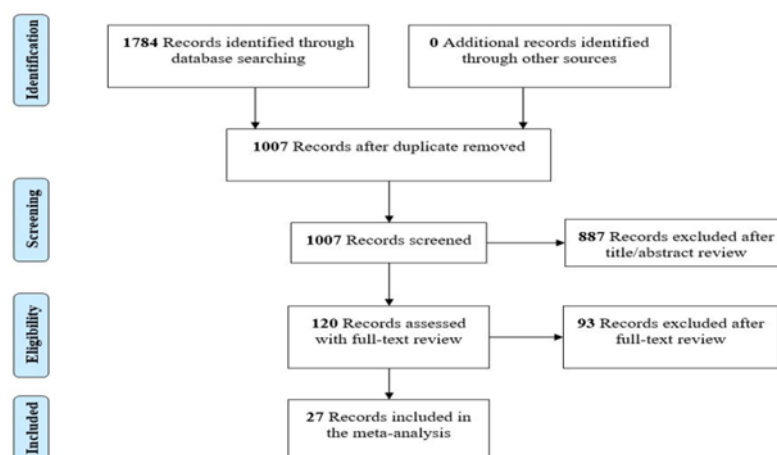 Identification
1784 Records identified through
database searching
0 Additional records identified
through other sources
1007 Records after duplicate removed
Screening
1007 Records screened
887 Records excluded after
title/abstract review
Eligibility
120 Records assessed
with full-text review
93 Records excluded after
full-text review
Included
27 Records included in
the meta-analysis